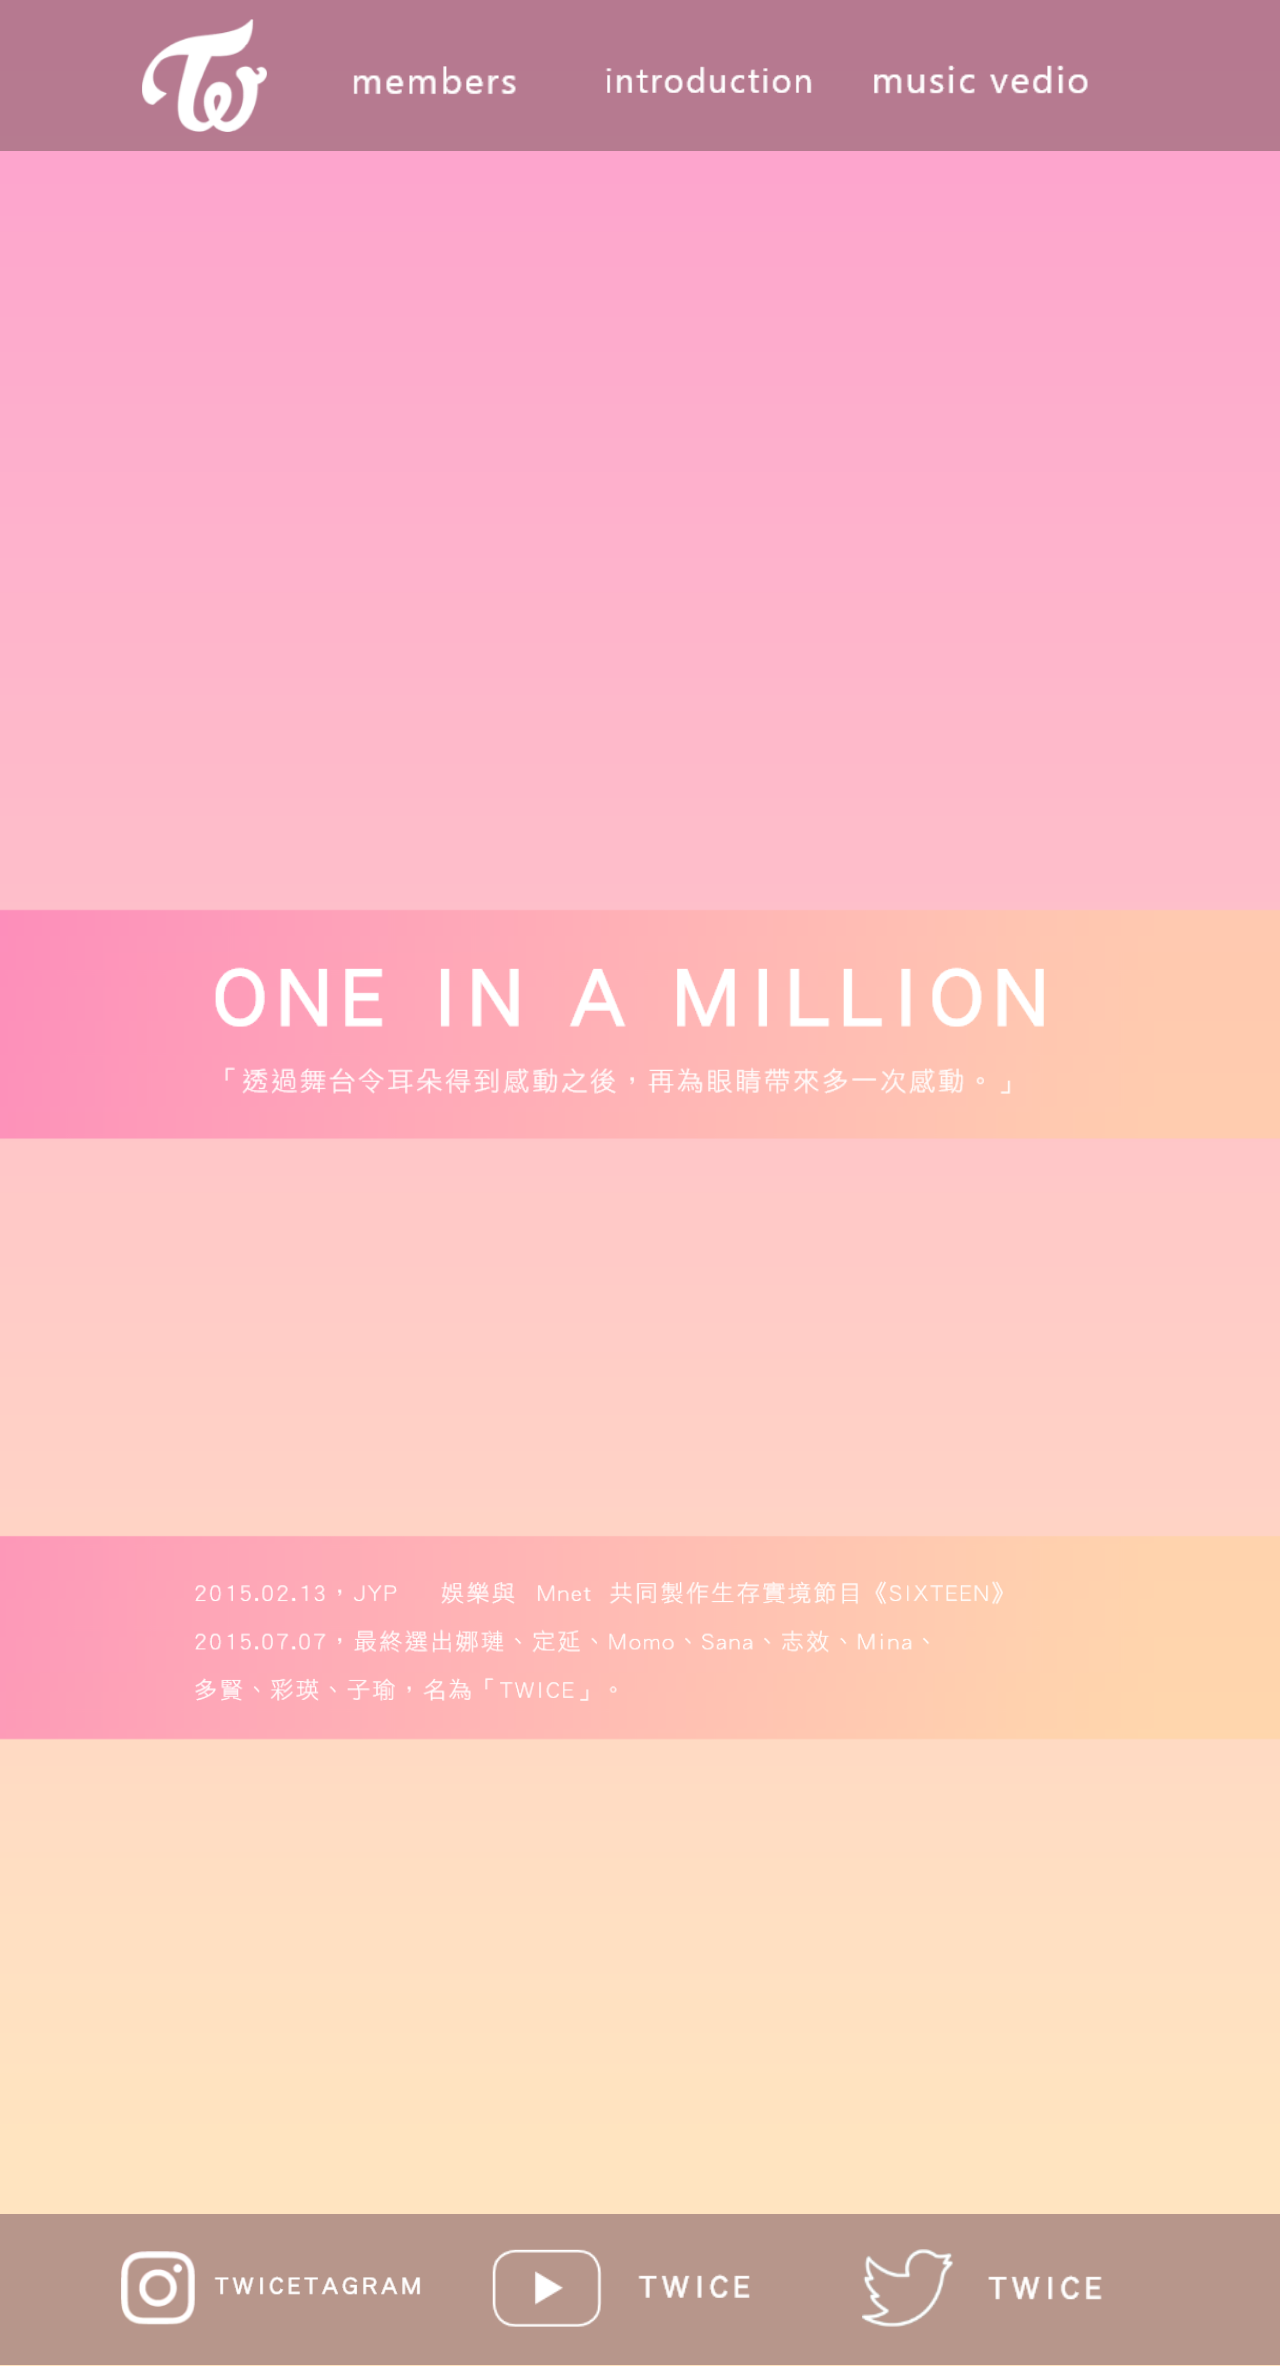 Tw
members introduction music vedio
ONE IN A MILLION
「透過舞台令耳朵得到感動之後，再為眼睛帶來多一次感動。」
2015.02.13，JYP 娛樂與 Mnet 共同製作生存實境節目《SIXTEEN》
2015.07.07，最終選出娜璉、定延、Momo、Sana、志效、Mina、
多賢、彩瑛、子瑜，名為「TWICE」。
TWICETAGRAM TWICE TWICE